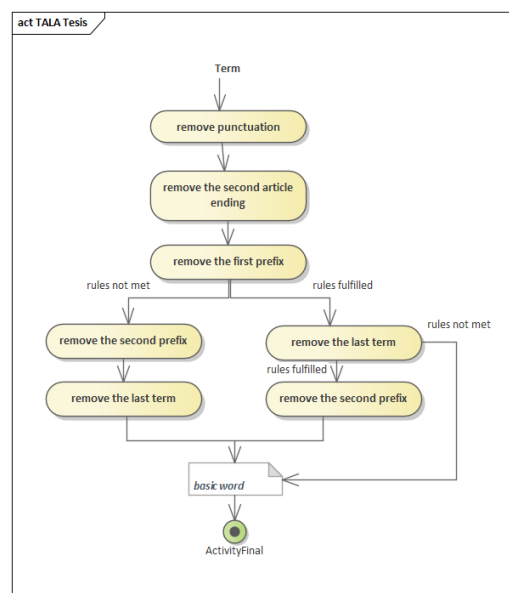 act TALA Tesis
Term
remove punctuation
remove the second article
ending
remove the first prefix
rules not met
rules fulfilled
remove the second prefix
remove the last term
rules not met
rules fulfilled
remove the last term
remove the second prefix
basic word
ActivityFinal